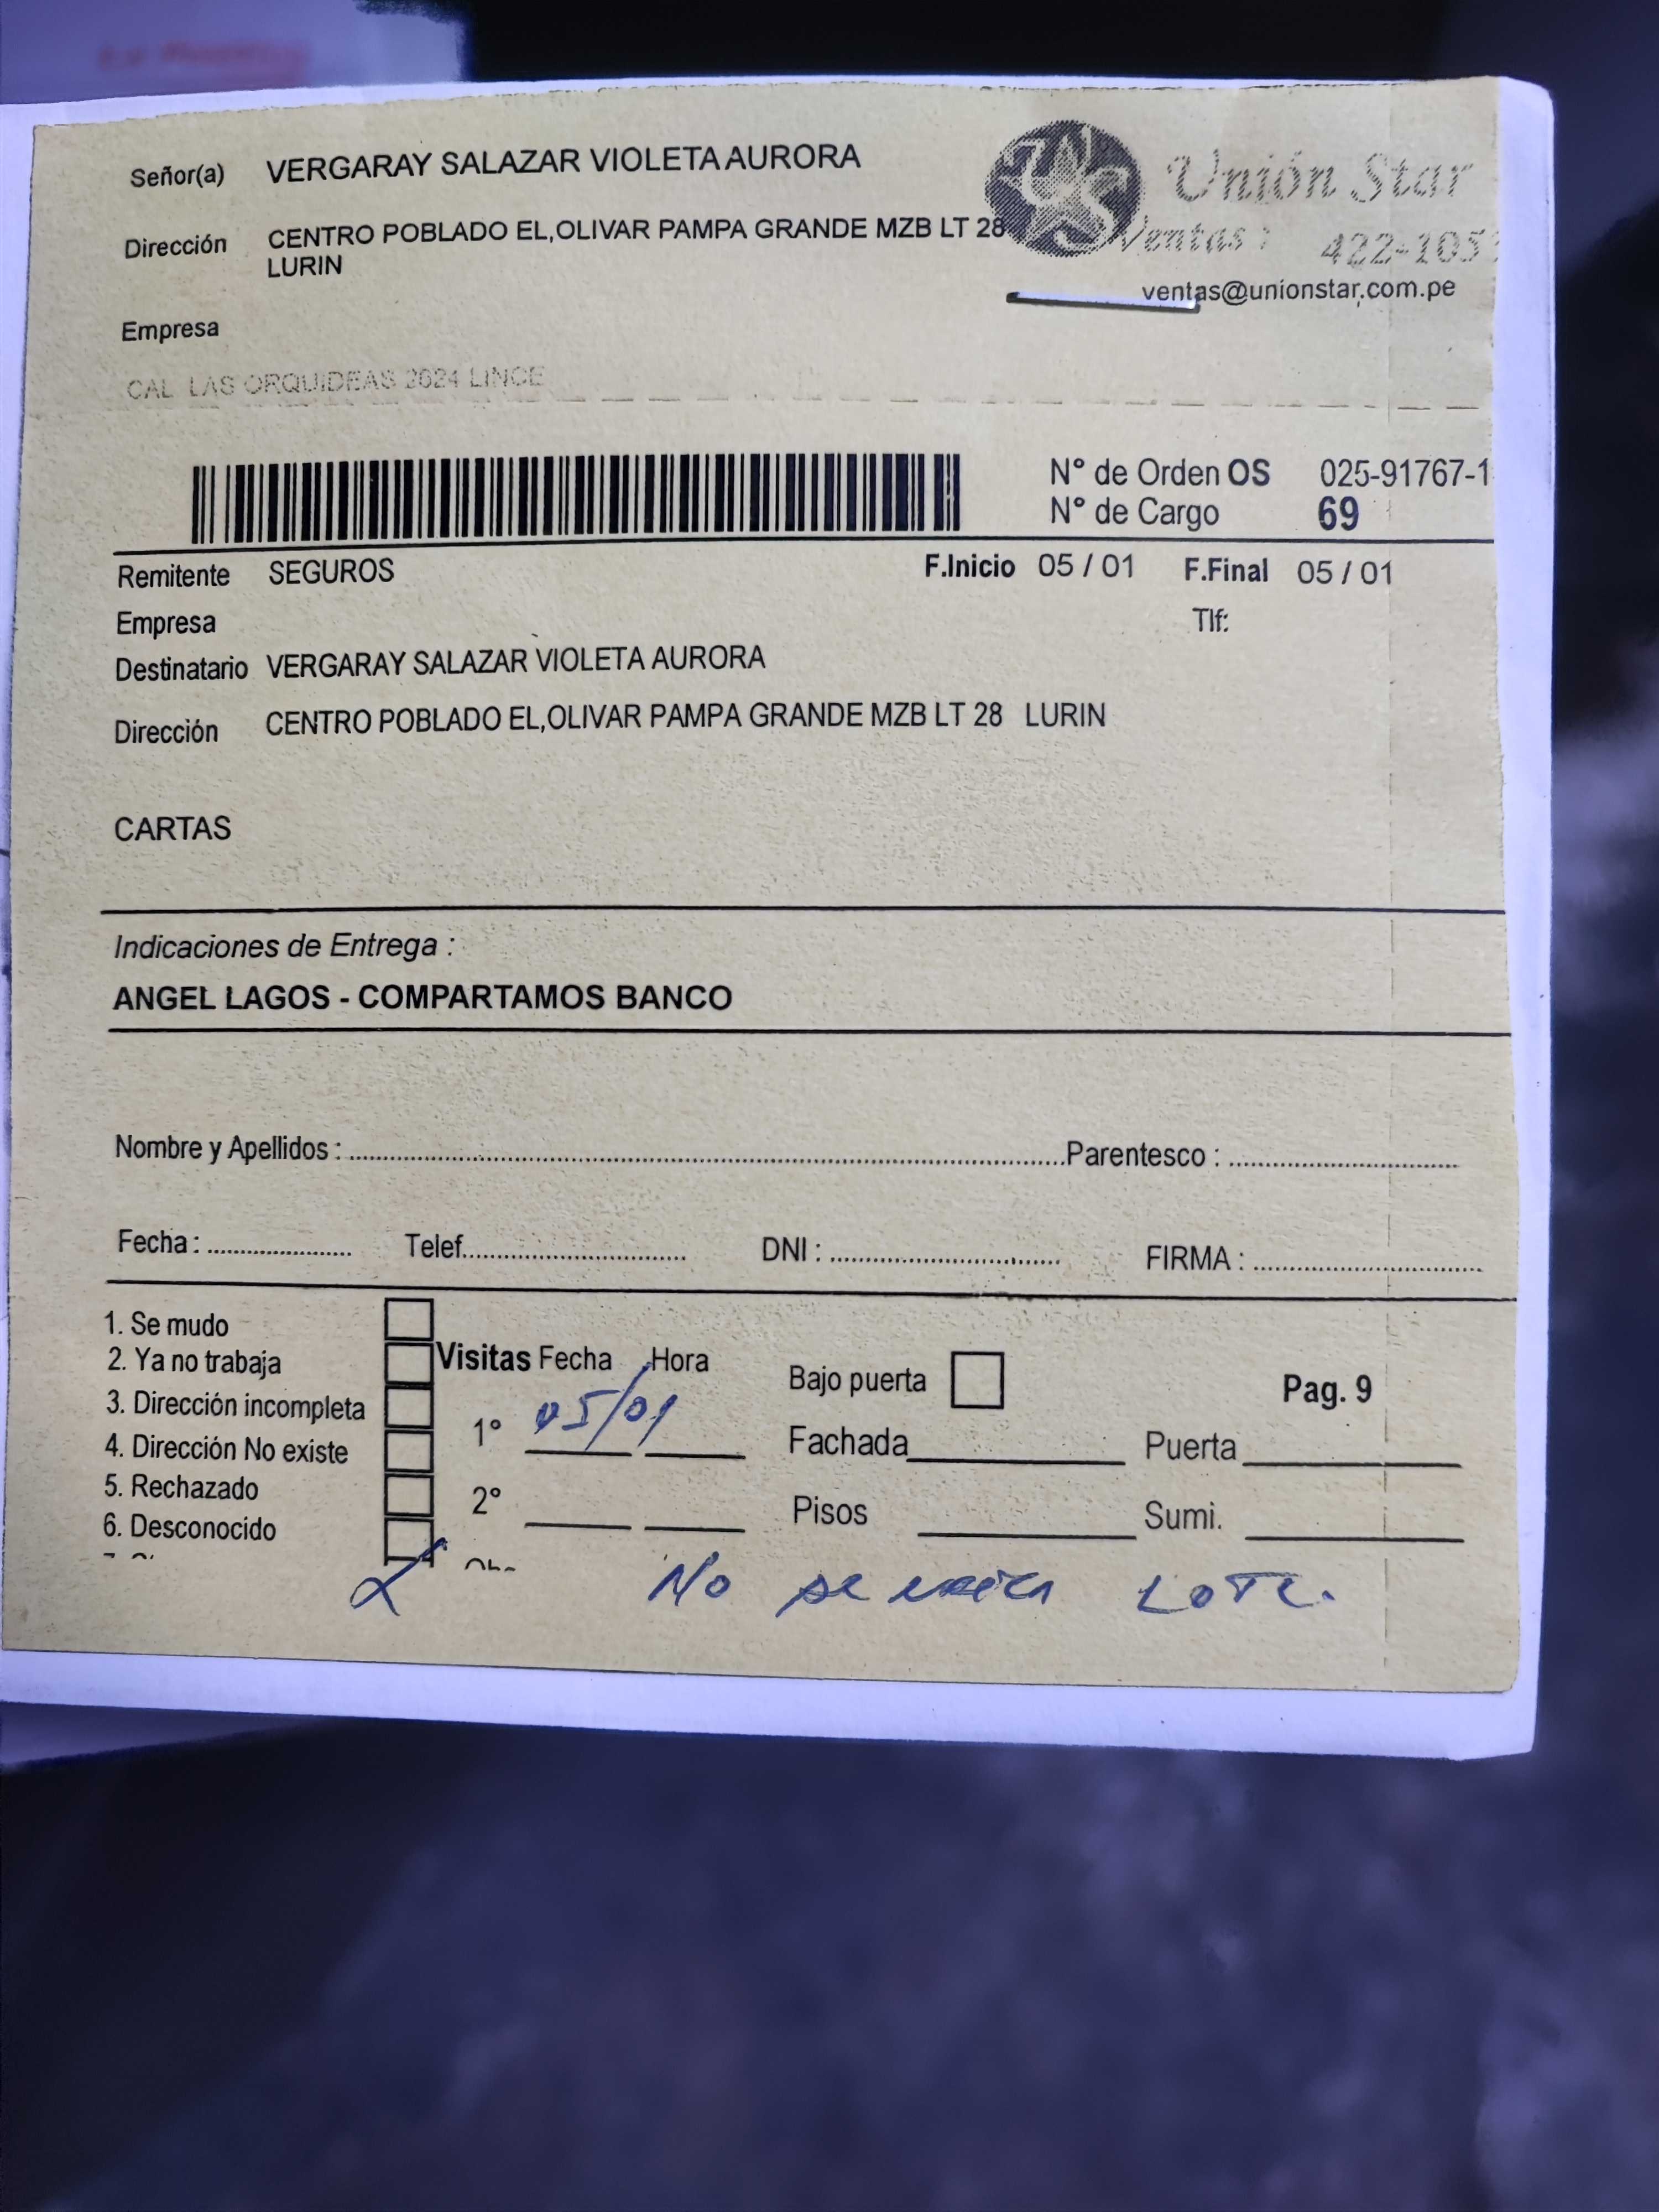 Señor(a) VERGARAY SALAZAR VIOLETA AURORA
Unión Star
Dirección CENTRO POBLADO EL,OLIVAR PAMPA GRANDE MZB LT 28
LURIN
Ventas : 422-105
ventas@unionstar.com.pe
Empresa
CAL LAS ORQUIDEAS 2624 LINCE
N° de Orden OS 025-91767-1
N° de Cargo 69
Remitente SEGUROS F.Inicio 05 / 01 F.Final 05 / 01
Empresa Tlf:
Destinatario VERGARAY SALAZAR VIOLETA AURORA
Dirección CENTRO POBLADO EL,OLIVAR PAMPA GRANDE MZB LT 28 LURIN
CARTAS
Indicaciones de Entrega :
ANGEL LAGOS - COMPARTAMOS BANCO
Nombre y Apellidos : Parentesco :
Fecha : Telef. DNI : FIRMA :
1. Se mudo
2. Ya no trabaja Visitas Fecha Hora Bajo puerta Pag. 9
3. Dirección incompleta 1° 05/01
4. Dirección No existe Fachada Puerta
5. Rechazado 2° Pisos Sumi.
6. Desconocido
No se LOTE.